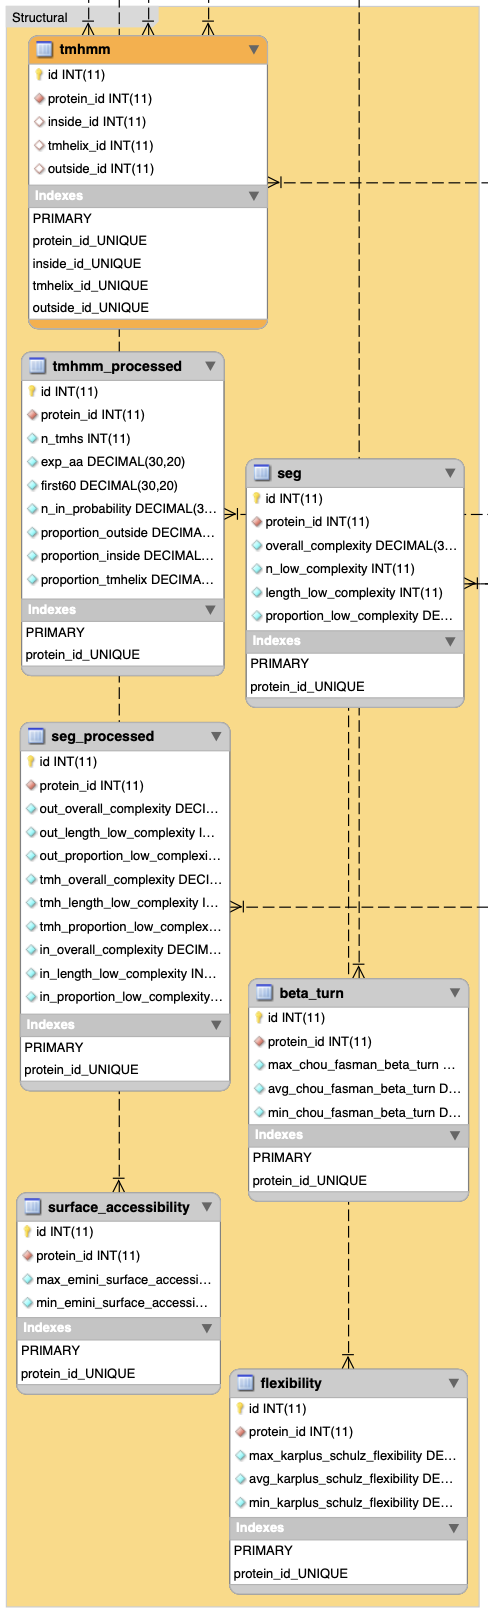 Structural
tmhmm
id INT(11)
protein_id INT(11)
inside_id INT(11)
tmhelix_id INT(11)
outside_id INT(11)
Indexes
PRIMARY
protein_id_UNIQUE
inside_id_UNIQUE
tmhelix_id_UNIQUE
outside_id_UNIQUE
tmhmm_processed
id INT(11)
protein_id INT(11)
n_tmhs INT(11)
exp_aa DECIMAL(30,20)
first60 DECIMAL(30,20)
n_in_probability DECIMAL(3...
proportion_outside DECIMA...
proportion_inside DECIMAL...
proportion_tmhelix DECIMA...
Indexes
PRIMARY
protein_id_UNIQUE
seg
id INT(11)
protein_id INT(11)
overall_complexity DECIMAL(3...
n_low_complexity INT(11)
length_low_complexity INT(11)
proportion_low_complexity DE...
Indexes
PRIMARY
protein_id_UNIQUE
seg_processed
id INT(11)
protein_id INT(11)
out_overall_complexity DECI...
out_length_low_complexity I...
out_proportion_low_complexi...
tmh_overall_complexity DECI...
tmh_length_low_complexity I...
tmh_proportion_low_complex...
in_overall_complexity DECIM...
in_length_low_complexity IN...
in_proportion_low_complexity...
Indexes
PRIMARY
protein_id_UNIQUE
beta_turn
id INT(11)
protein_id INT(11)
max_chou_fasman_beta_turn ...
avg_chou_fasman_beta_turn D...
min_chou_fasman_beta_turn D...
Indexes
PRIMARY
protein_id_UNIQUE
surface_accessibility
id INT(11)
protein_id INT(11)
max_emini_surface_accessi...
min_emini_surface_accessi...
Indexes
PRIMARY
protein_id_UNIQUE
flexibility
id INT(11)
protein_id INT(11)
max_karplus_schulz_flexibility DE...
avg_karplus_schulz_flexibility DE...
min_karplus_schulz_flexibility DE...
Indexes
PRIMARY
protein_id_UNIQUE